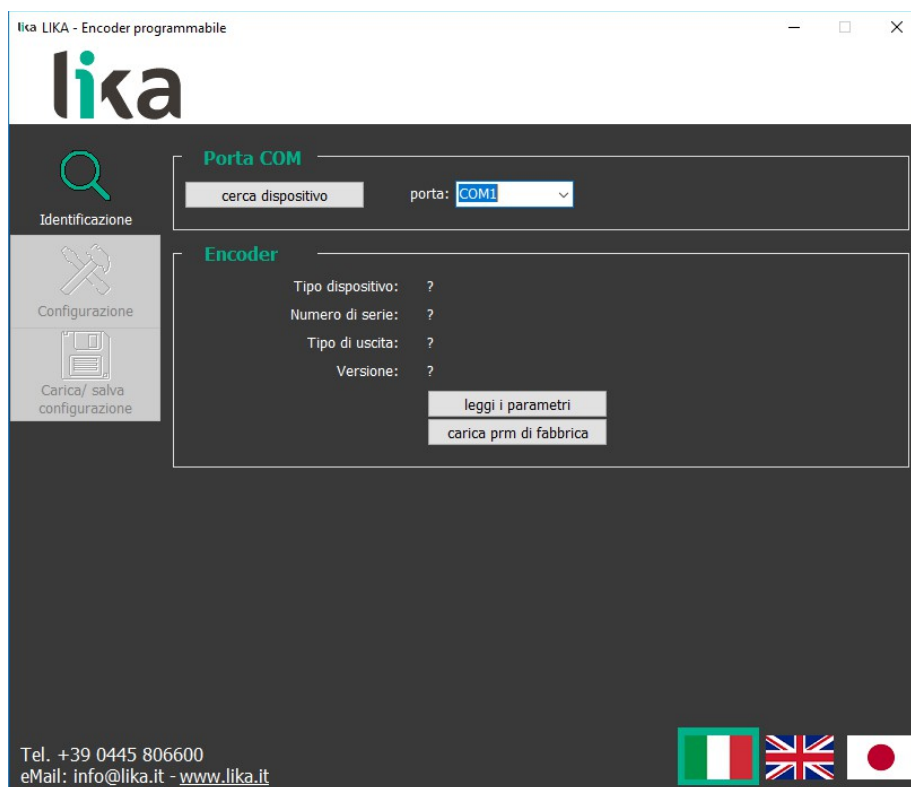 lika LIKA - Encoder programmabile
lika
Porta COM
cerca dispositivo porta: COM1
Identificazione
Encoder
Tipo dispositivo: ?
Configurazione
Numero di serie: ?
Tipo di uscita: ?
Versione: ?
Carica/ salva
configurazione
leggi i parametri
carica prm di fabbrica
Tel. +39 0445 806600
eMail: info@lika.it - www.lika.it